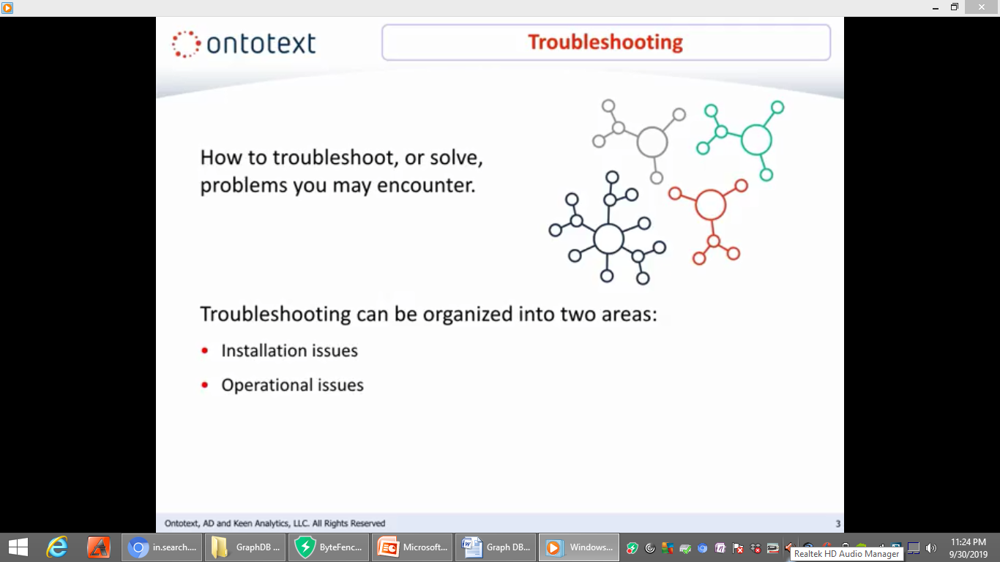 ontotext
Troubleshooting
How to troubleshoot, or solve,
problems you may encounter.
Troubleshooting can be organized into two areas:
• Installation issues
• Operational issues
Ontotext, AD and Keen Analytics, LLC. All Rights Reserved
3
in.search....
GraphDB ...
ByteFenc...
Microsoft...
Graph DB...
Windows...
Realtek HD Audio Manager
11:24 PM
9/30/2019